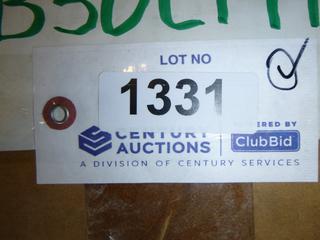 LOT NO
1331
CENTURY
AUCTIONS
ClubBid
A DIVISION OF CENTURY SERVICES